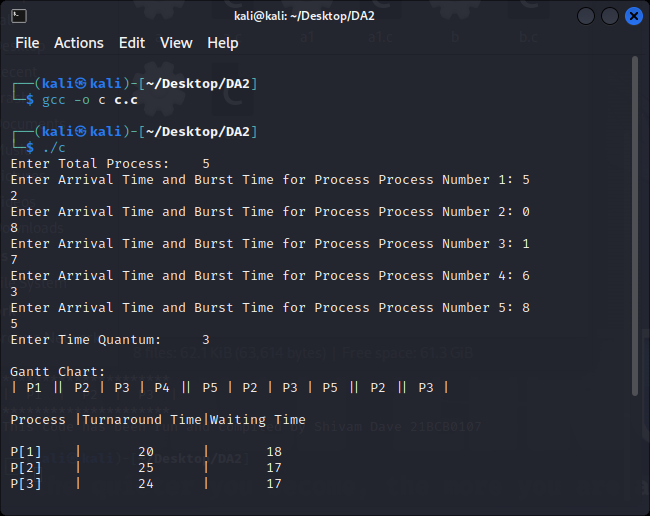 kali@kali: ~/Desktop/DA2
File Actions Edit View Help
┌──(kali㉿kali)-[~/Desktop/DA2]
└─$ gcc -o c c.c
┌──(kali㉿kali)-[~/Desktop/DA2]
└─$ ./c
Enter Total Process: 5
Enter Arrival Time and Burst Time for Process Process Number 1: 5
2
Enter Arrival Time and Burst Time for Process Process Number 2: 0
8
Enter Arrival Time and Burst Time for Process Process Number 3: 1
7
Enter Arrival Time and Burst Time for Process Process Number 4: 6
3
Enter Arrival Time and Burst Time for Process Process Number 5: 8
5
Enter Time Quantum: 3
Gantt Chart:
| P1 || P2 | P3 | P4 || P5 | P2 | P3 | P5 || P2 || P3 |
Process |Turnaround Time|Waiting Time
P[1] | 20 | 18
P[2] | 25 | 17
P[3] | 24 | 17